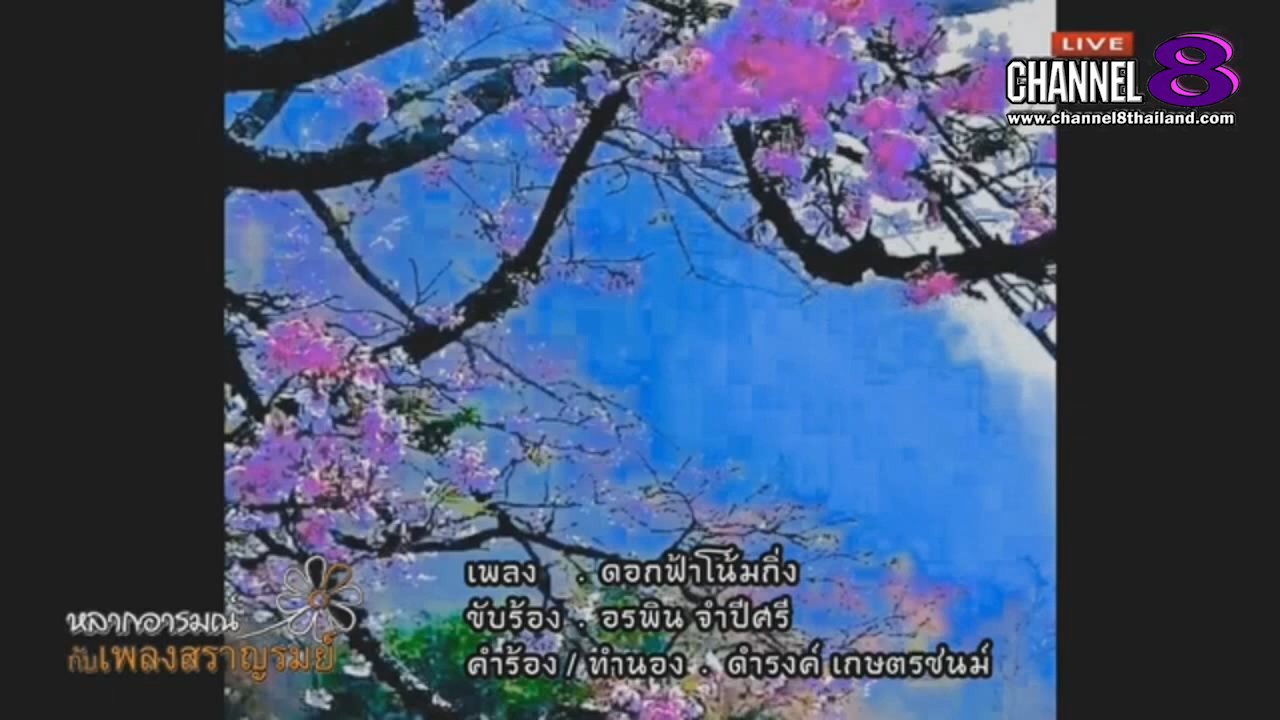 LIVE
CHANNEL 8
www.channel8thailand.com
เพลง . ดอกฟ้าโน้มกิ่ง
ขับร้อง . อรพิน จำปีศรี
คำร้อง / ทำนอง . ดำรงค์ เกษตรชนม์
หลากอารมณ์
กับเพลงสราญรมย์